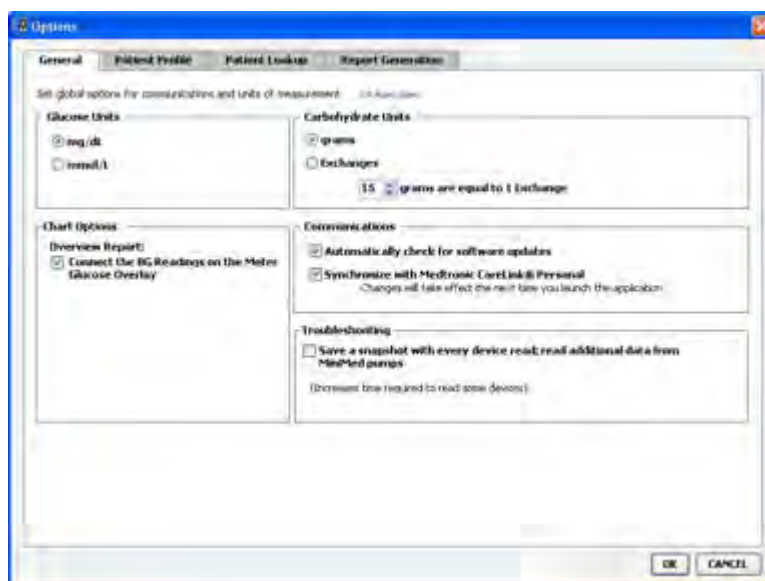 Options
General
Patient Profile
Patient Lookup
Report Generation
Set global options for communications and units of measurement.
Glucose Units
mg/dL
mmol/L
Carbohydrate Units
grams
Exchanges
15 grams are equal to 1 Exchange
Chart Options
Overview Report:
Connect the BG Readings on the Meter
Glucose Overlay
Communications
Automatically check for software updates
Synchronize with Medtronic CareLink® Personal
Changes will take effect the next time you launch the application
Troubleshooting
Save a snapshot with every device read; read additional data from
MiniMed pumps
(Increases time required to read some devices)
OK
CANCEL